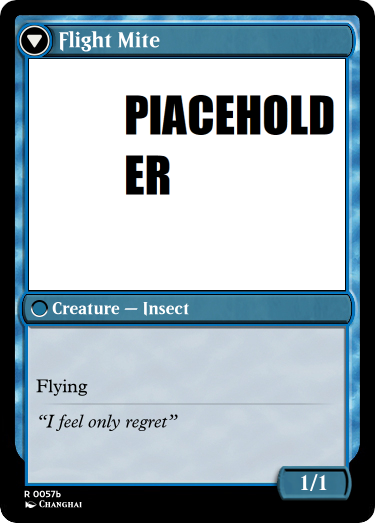 Flight Mite
PIACEHOLD
ER
Creature — Insect
Flying
“I feel only regret”
1/1
R 0057b
Changhai